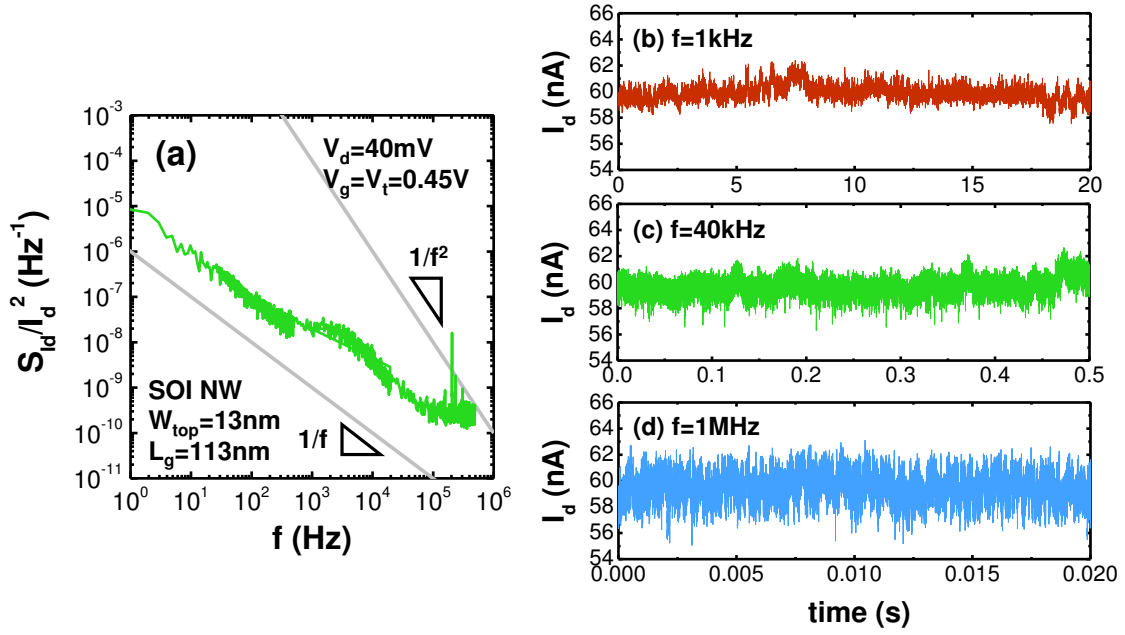 (a)
V_d=40mV
V_g=V_t=0.45V
1/f²
1/f
SOI NW
W_top=13nm
L_g=113nm
S_Id/I_d² (Hz⁻¹)
10⁻³
10⁻⁴
10⁻⁵
10⁻⁶
10⁻⁷
10⁻⁸
10⁻⁹
10⁻¹⁰
10⁻¹¹
10⁰ 10¹ 10² 10³ 10⁴ 10⁵ 10⁶
f (Hz)
(b) f=1kHz
I_d (nA)
66
64
62
60
58
56
54
0 5 10 15 20
(c) f=40kHz
I_d (nA)
66
64
62
60
58
56
54
0.0 0.1 0.2 0.3 0.4 0.5
(d) f=1MHz
I_d (nA)
66
64
62
60
58
56
54
0.000 0.005 0.010 0.015 0.020
time (s)